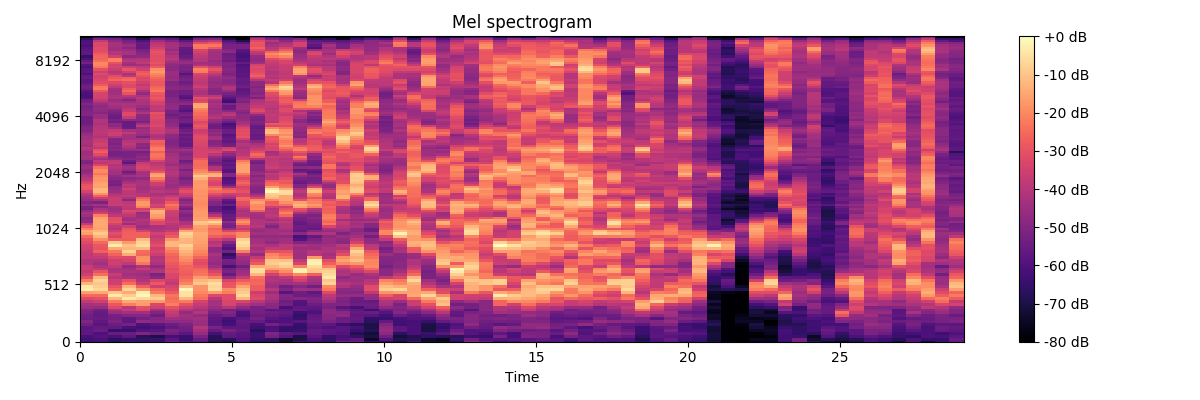 Mel spectrogram
8192
4096
2048
1024
512
0
Hz
0 5 10 15 20 25
Time
+0 dB
-10 dB
-20 dB
-30 dB
-40 dB
-50 dB
-60 dB
-70 dB
-80 dB